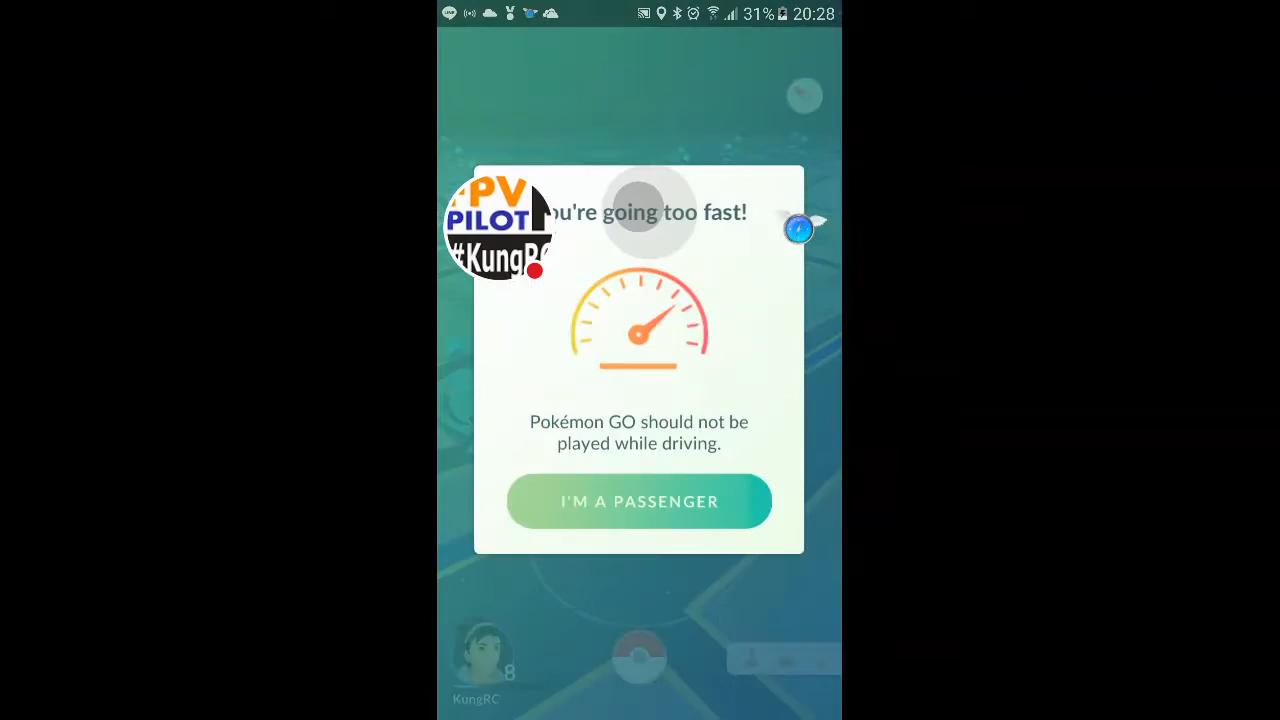 31% 20:28
FPV
PILOT
#KungRC
You're going too fast!
Pokémon GO should not be
played while driving.
I'M A PASSENGER
8
KungRC